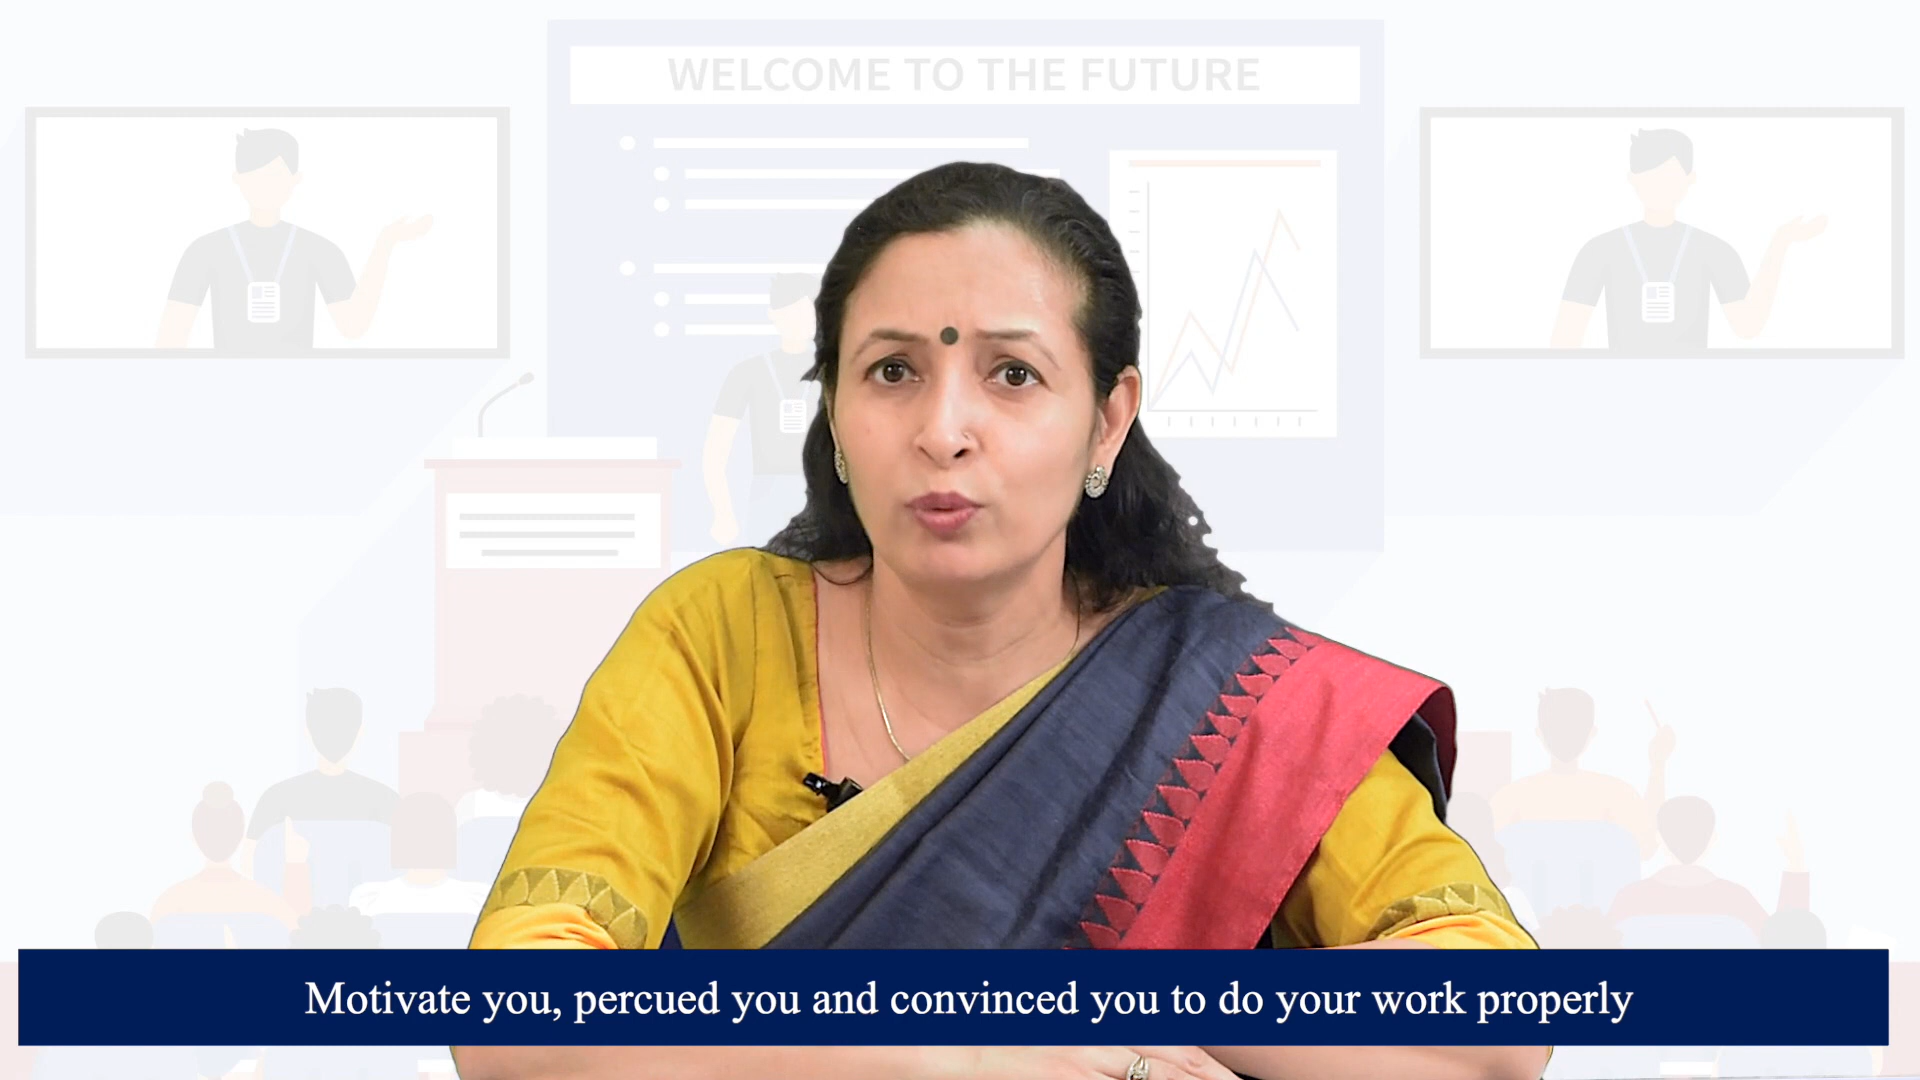 WELCOME TO THE FUTURE
Motivate you, percued you and convinced you to do your work properly